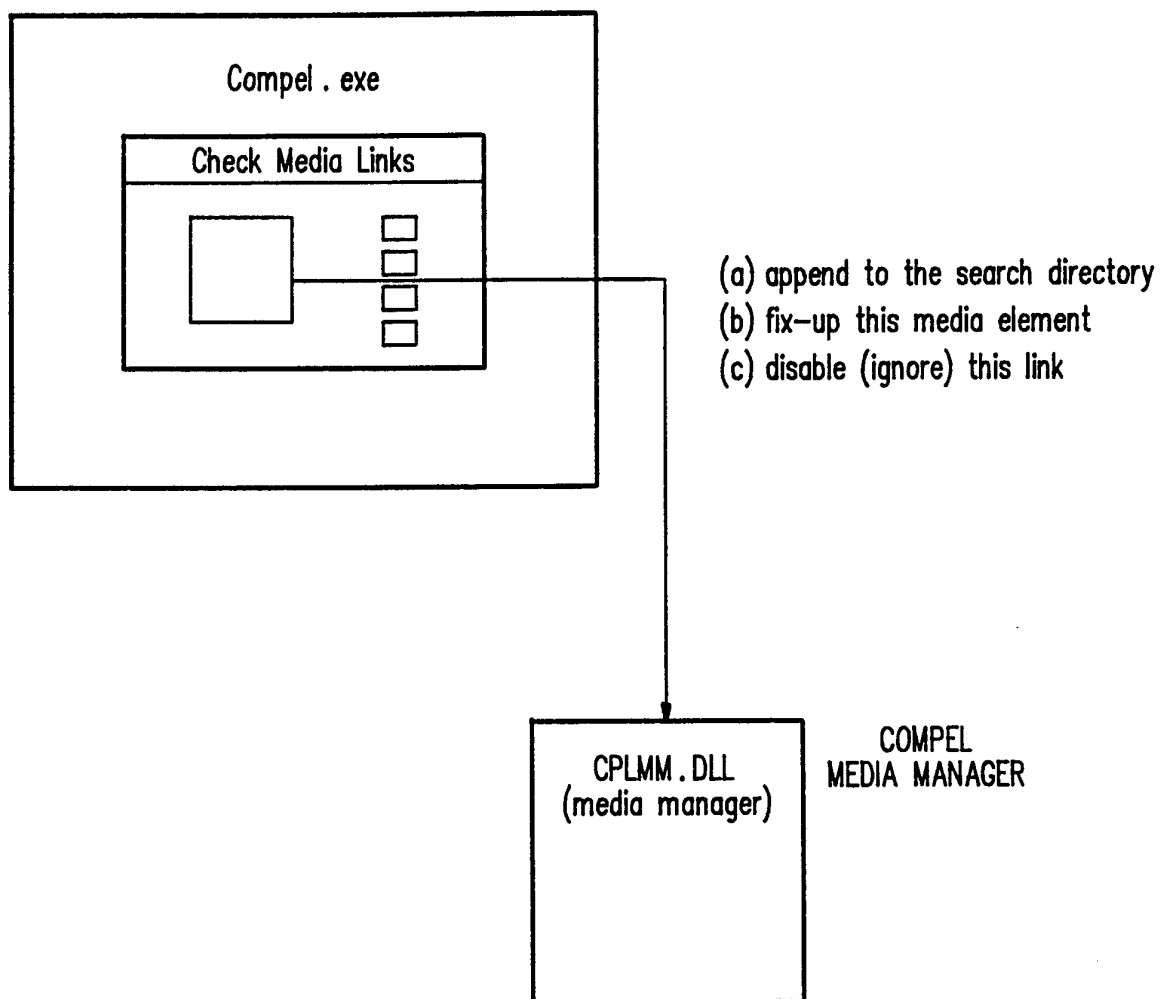 Compel . exe
Check Media Links
(a) append to the search directory
(b) fix-up this media element
(c) disable (ignore) this link
CPLMM . DLL
(media manager)
COMPEL
MEDIA MANAGER